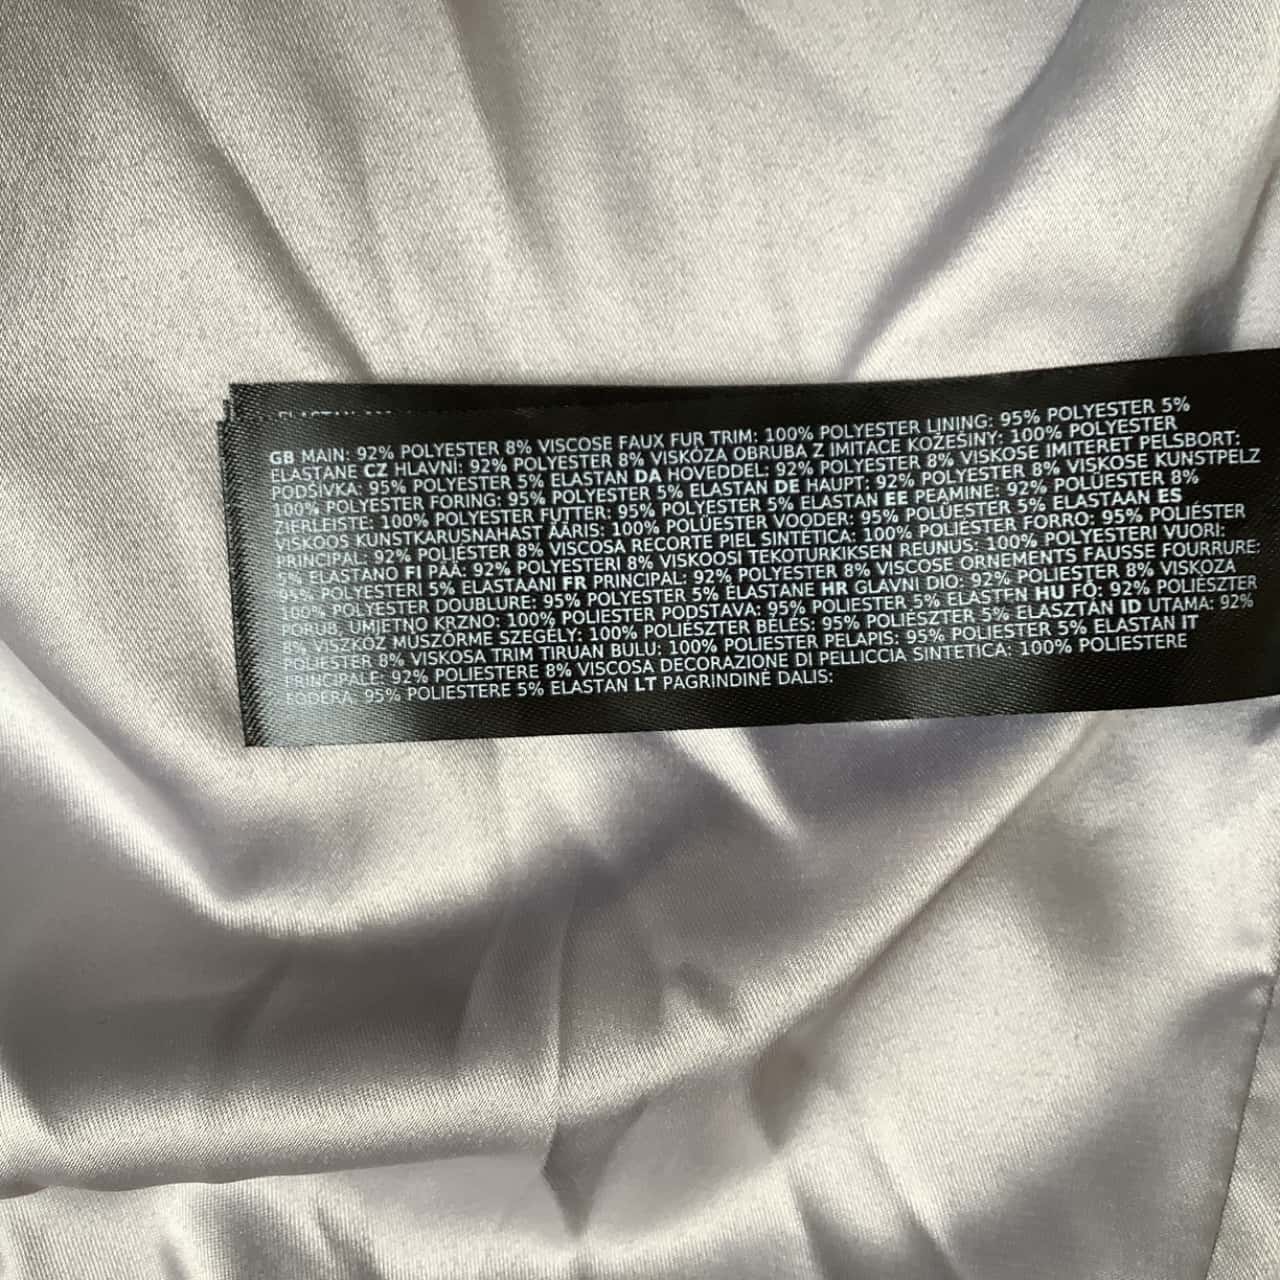 GB MAIN: 92% POLYESTER 8% VISCOSE FAUX FUR TRIM: 100% POLYESTER LINING: 95% POLYESTER 5%
ELASTANE CZ HLAVNÍ: 92% POLYESTER 8% VISKÓZA OBRUBA Z IMITACE KOŽEŠINY: 100% POLYESTER
PODŠÍVKA: 95% POLYESTER 5% ELASTAN DA HOVEDDEL: 92% POLYESTER 8% VISKOSE IMITERET PELSBORT:
100% POLYESTER FORING: 95% POLYESTER 5% ELASTAN DE HAUPT: 92% POLYESTER 8% VISKOSE KUNSTPELZ
ZIERLEISTE: 100% POLYESTER FUTTER: 95% POLYESTER 5% ELASTAN EE PEAMINE: 92% POLÜESTER 8%
VISKOOS KUNSTKARUSNAHAST ÄÄRIS: 100% POLÜESTER VOODER: 95% POLÜESTER 5% ELASTAAN ES
PRINCIPAL: 92% POLIÉSTER 8% VISCOSA RECORTE PIEL SINTÉTICA: 100% POLIÉSTER FORRO: 95% POLIÉSTER
5% ELASTANO FI PÄÄ: 92% POLYESTERI 8% VISKOOSI TEKOTURKIKSEN REUNUS: 100% POLYESTERI VUORI:
95% POLYESTERI 5% ELASTAANI FR PRINCIPAL: 92% POLYESTER 8% VISCOSE ORNEMENTS FAUSSE FOURRURE:
100% POLYESTER DOUBLURE: 95% POLYESTER 5% ELASTANE HR GLAVNI DIO: 92% POLIESTER 8% VISKOZA
PORUB, UMJETNO KRZNO: 100% POLIESTER PODSTAVA: 95% POLIESTER 5% ELASTEN HU FŐ: 92% POLIÉSZTER
8% VISZKÓZ MŰSZŐRME SZEGÉLY: 100% POLIÉSZTER BÉLÉS: 95% POLIÉSZTER 5% ELASZTÁN ID UTAMA: 92%
POLIESTER 8% VISKOSA TRIM TIRUAN BULU: 100% POLIESTER PELAPIS: 95% POLIESTER 5% ELASTAN IT
PRINCIPALE: 92% POLIESTERE 8% VISCOSA DECORAZIONE DI PELLICCIA SINTETICA: 100% POLIESTERE
FODERA: 95% POLIESTERE 5% ELASTAN LT PAGRINDINĖ DALIS: